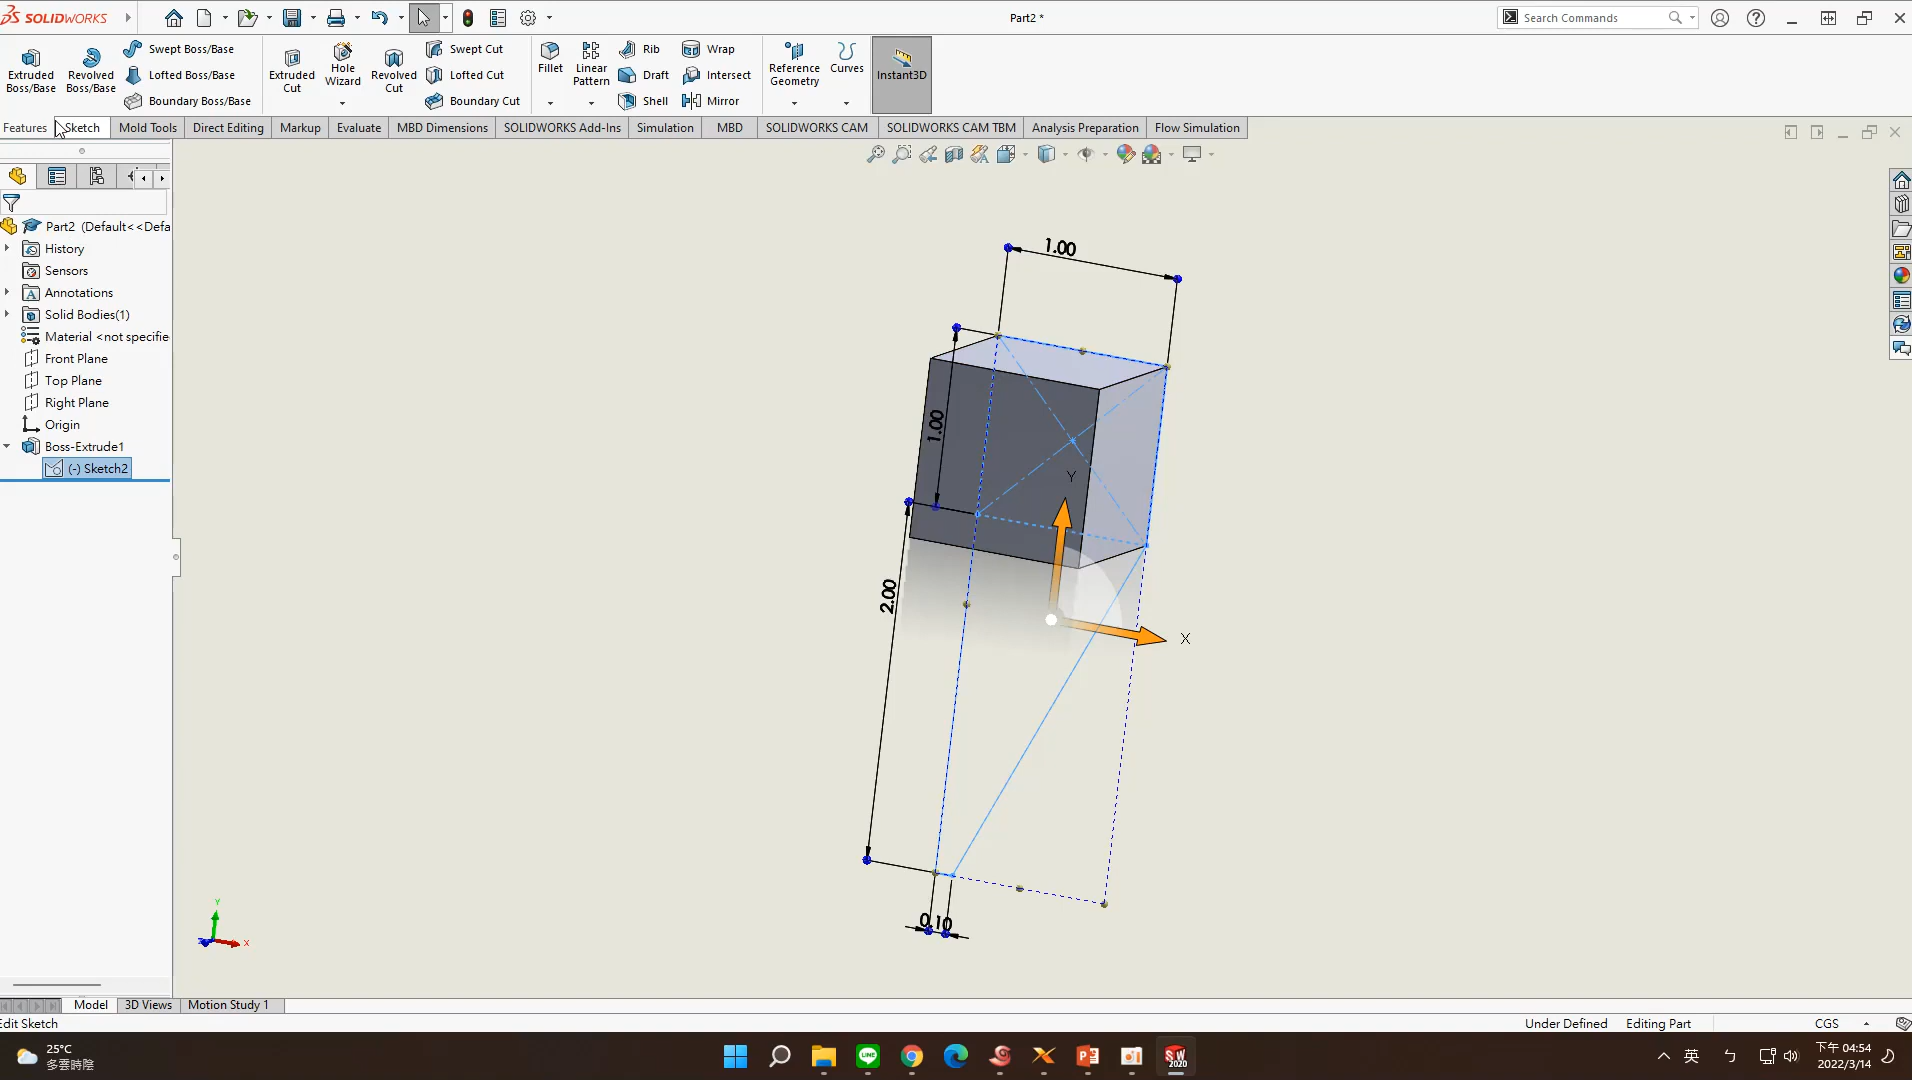 SOLIDWORKS
Part2 *
Search Commands
Extruded Boss/Base
Revolved Boss/Base
Swept Boss/Base
Lofted Boss/Base
Boundary Boss/Base
Extruded Cut
Hole Wizard
Revolved Cut
Swept Cut
Lofted Cut
Boundary Cut
Fillet
Linear Pattern
Rib
Draft
Shell
Wrap
Intersect
Mirror
Reference Geometry
Curves
Instant3D
Features
Sketch
Mold Tools
Direct Editing
Markup
Evaluate
MBD Dimensions
SOLIDWORKS Add-Ins
Simulation
MBD
SOLIDWORKS CAM
SOLIDWORKS CAM TBM
Analysis Preparation
Flow Simulation
Part2 (Default<<Defa
History
Sensors
Annotations
Solid Bodies(1)
Material <not specifie
Front Plane
Top Plane
Right Plane
Origin
Boss-Extrude1
(-) Sketch2
1.00
1.00
Y
2.00
X
0.10
Y
X
Z
Model
3D Views
Motion Study 1
Edit Sketch
Under Defined
Editing Part
CGS
25°C
多雲時陰
SW
2020
英
ㄅ
下午 04:54
2022/3/14